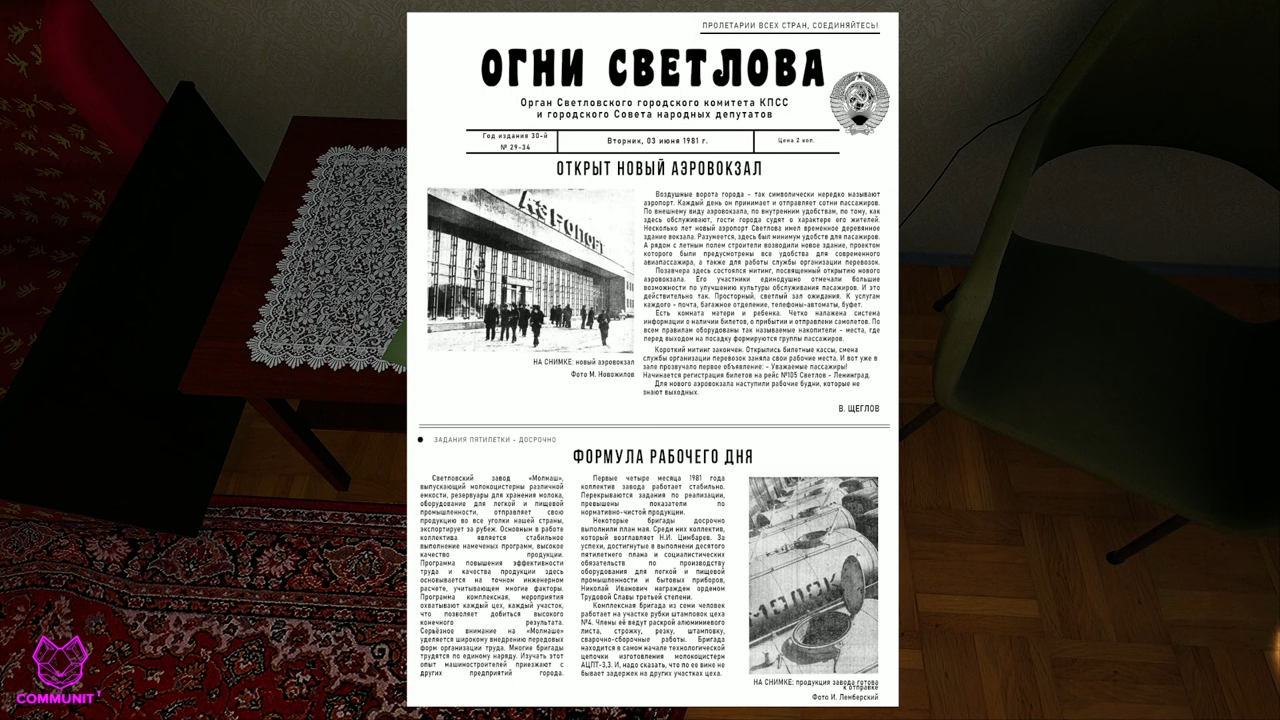 ПРОЛЕТАРИИ ВСЕХ СТРАН, СОЕДИНЯЙТЕСЬ!
ОГНИ СВЕТЛОВА
Орган Светловского городского комитета КПСС
и городского Совета народных депутатов
Год издания 30-й
№ 29-34
Вторник, 03 июня 1981 г.
Цена 2 коп.
ОТКРЫТ НОВЫЙ АЭРОВОКЗАЛ
АЭРОПОРТ
НА СНИМКЕ: новый аэровокзал
Фото М. Новожилов
Воздушные ворота города - так символически нередко называют
аэропорт. Каждый день он принимает и отправляет сотни пассажиров.
По внешнему виду аэровокзала, по внутренним удобствам, по тому, как
здесь обслуживают, гости города судят о характере его жителей.
Несколько лет новый аэропорт Светлова имел временное деревянное
здание вокзала. Разумеется, здесь был минимум удобств для пасажиров.
А рядом с летным полем строители возводили новое здание, проектом
которого были предусмотрены все удобства для современного
авиапассажира, а также для работы службы организации перевозок.
Позавчера здесь состоялся митинг, посвященный открытию нового
аэровокзала. Его участники единодушно отмечали большие
возможности по улучшению культуры обслуживания пасажиров. И это
действительно так. Просторный, светлый зал ожидания. К услугам
каждого - почта, багажное отделение, телефоны-автоматы, буфет.
Есть комната матери и ребенка. Четко налажена система
информации о наличии билетов, о прибытии и отправлени самолетов. По
всем правилам оборудованы так называемые накопители - места, где
перед выходом на посадку формируются группы пассажиров.
Короткий митинг закончен. Открылись билетные кассы, смена
службы организации перевозок заняла свои рабочие места. И вот уже в
зале прозвучало первое объявление: - Уважаемые пассажиры!
Начинается регистрация билетов на рейс №105 Светлов - Ленинград.
Для нового аэровокзала наступили рабочие будни, которые не
знают выходных.
В. ЩЕГЛОВ
ЗАДАНИЯ ПЯТИЛЕТКИ - ДОСРОЧНО
ФОРМУЛА РАБОЧЕГО ДНЯ
Светловский завод «Молмаш»,
выпускающий молокоцистерны различной
емкости, резервуары для хранения молока,
оборудование для легкой и пищевой
промышленности, отправляет свою
продукцию во все уголки нашей страны,
экспортирует за рубеж. Основным в работе
коллектива является стабильное
выполнение намеченых программ, высокое
качество продукции.
Программа повышения эффективности
труда и качества продукции здесь
основывается на точном инженерном
расчете, учитывающем многие факторы.
Программа комплексная, мероприятия
охватывают каждый цех, каждый участок,
что позволяет добиться высокого
конечного результата.
Серьёзное внимание на «Молмаше»
уделяется широкому внедрению передовых
форм организации труда. Многие бригады
трудятся по единому наряду. Изучать этот
опыт машиностроителей приезжают с
других предприятий города.
Первые четыре месяца 1981 года
коллектив завода работает стабильно.
Перекрываются задания по реализации,
превышены показатели по
нормативно-чистой продукции.
Некоторые бригады досрочно
выполнили план мая. Среди них коллектив,
который возглавляет Н.И. Цимбаров. За
успехи, достигнутые в выполнени десятого
пятилетнего плана и социалистических
обязательств по производству
оборудования для легкой и пищевой
промышленности и бытовых приборов,
Николай Иванович награжден орденом
Трудовой Славы третьей степени.
Комплексная бригада из семи человек
работает на участке рубки штамповок цеха
№4. Члены её ведут раскрой алюминиевого
листа, строжку, резку, штамповку,
сварочно-сборочные работы. Бригада
находится в самом начале технологической
цепочки изготовления молокоцистерн
АЦПТ-3,3. И, надо сказать, что по ее вине не
бывает задержек на других участках цеха.
МОЛОК
НА СНИМКЕ: продукция завода готова
к отправке
Фото И. Лемберский
COMMUNIT¹